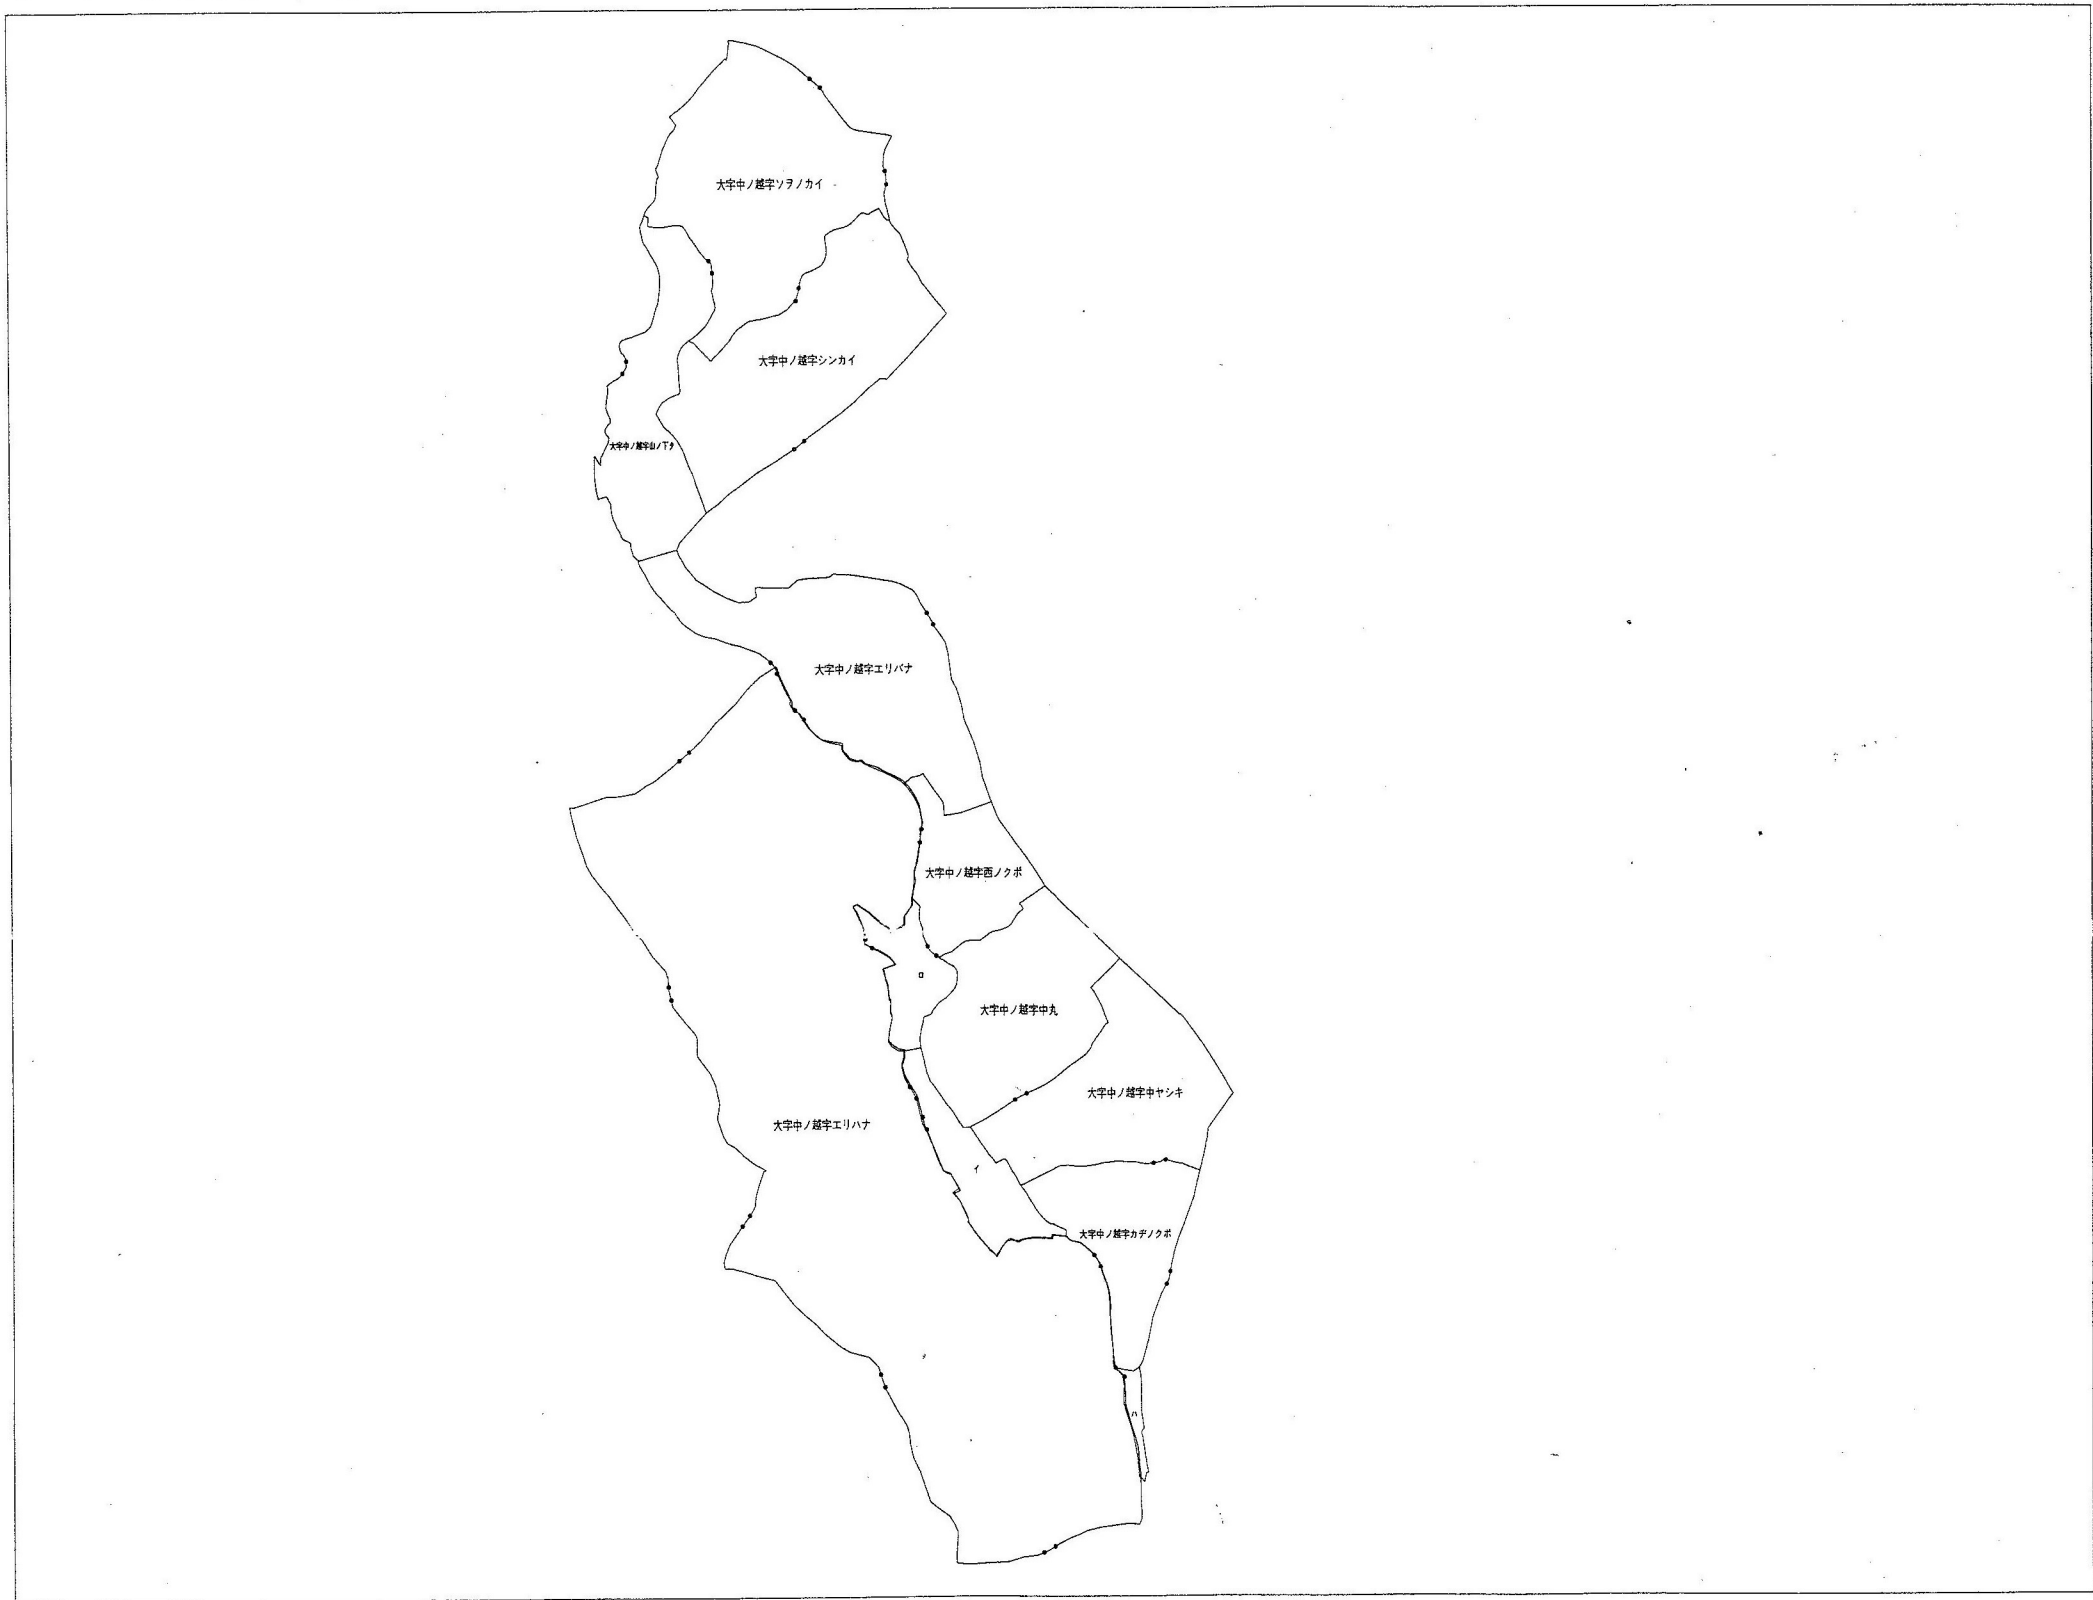 大字中ノ越字ソヲノカイ
大字中ノ越字シンカイ
大字中ノ越字山ノ下タ
大字中ノ越字エリバナ
大字中ノ越字西ノクボ
ロ
大字中ノ越字中丸
大字中ノ越字中ヤシキ
大字中ノ越字エリハナ
イ
大字中ノ越字カヂノクボ
ハ